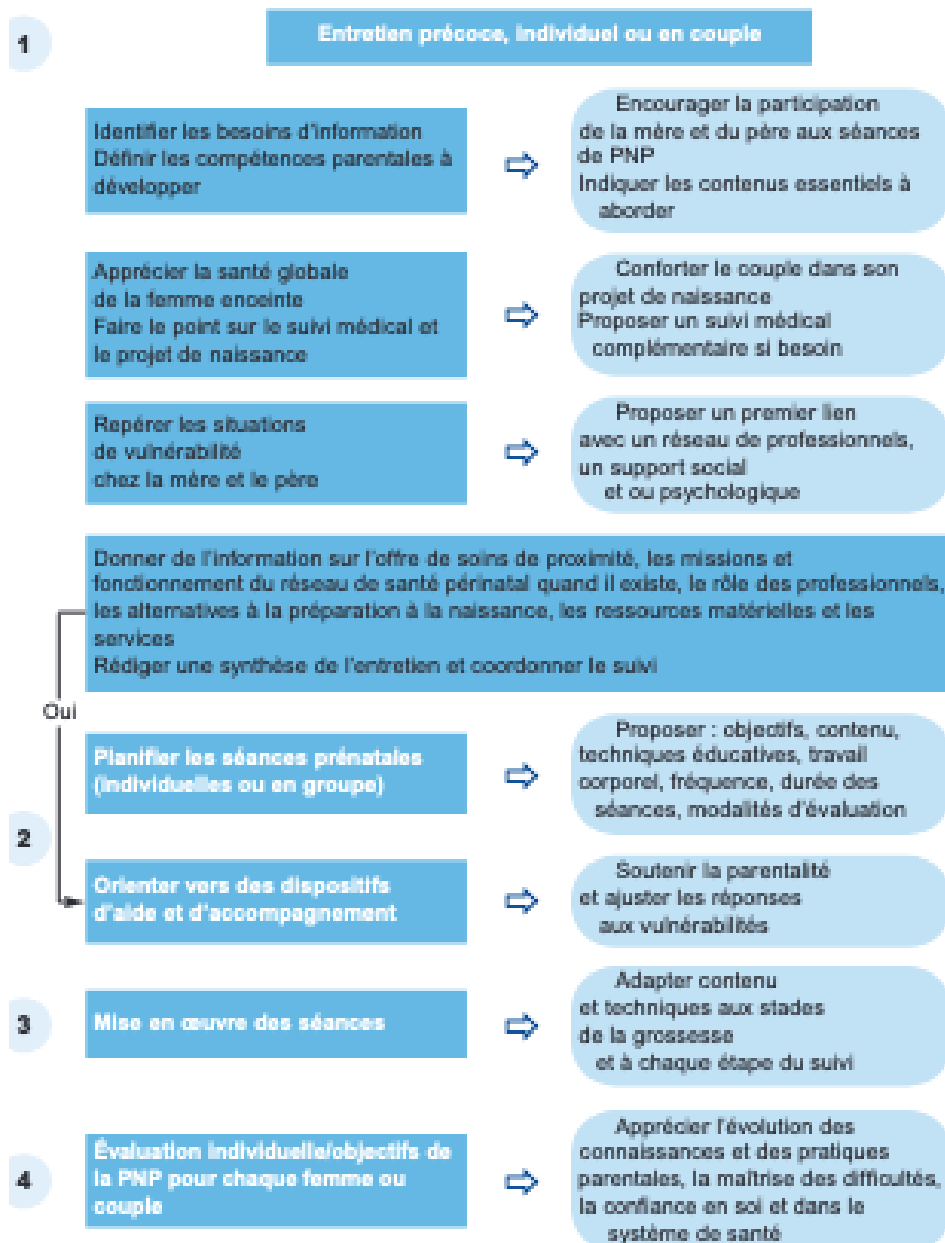 1
Entretien précoce, individuel ou en couple
Identifier les besoins d'information
Définir les compétences parentales à
développer
Encourager la participation
de la mère et du père aux séances
de PNP
Indiquer les contenus essentiels à
aborder
Apprécier la santé globale
de la femme enceinte
Faire le point sur le suivi médical et
le projet de naissance
Conforter le couple dans son
projet de naissance
Proposer un suivi médical
complémentaire si besoin
Repérer les situations
de vulnérabilité
chez la mère et le père
Proposer un premier lien
avec un réseau de professionnels,
un support social
et ou psychologique
Donner de l'information sur l'offre de soins de proximité, les missions et
fonctionnement du réseau de santé périnatal quand il existe, le rôle des professionnels,
les alternatives à la préparation à la naissance, les ressources matérielles et les
services
Rédiger une synthèse de l'entretien et coordonner le suivi
Oui
2
Planifier les séances prénatales
(individuelles ou en groupe)
Proposer : objectifs, contenu,
techniques éducatives, travail
corporel, fréquence, durée des
séances, modalités d'évaluation
Orienter vers des dispositifs
d'aide et d'accompagnement
Soutenir la parentalité
et ajuster les réponses
aux vulnérabilités
3
Mise en œuvre des séances
Adapter contenu
et techniques aux stades
de la grossesse
et à chaque étape du suivi
4
Évaluation individuelle/objectifs de
la PNP pour chaque femme ou
couple
Apprécier l'évolution des
connaissances et des pratiques
parentales, la maîtrise des difficultés,
la confiance en soi et dans le
système de santé